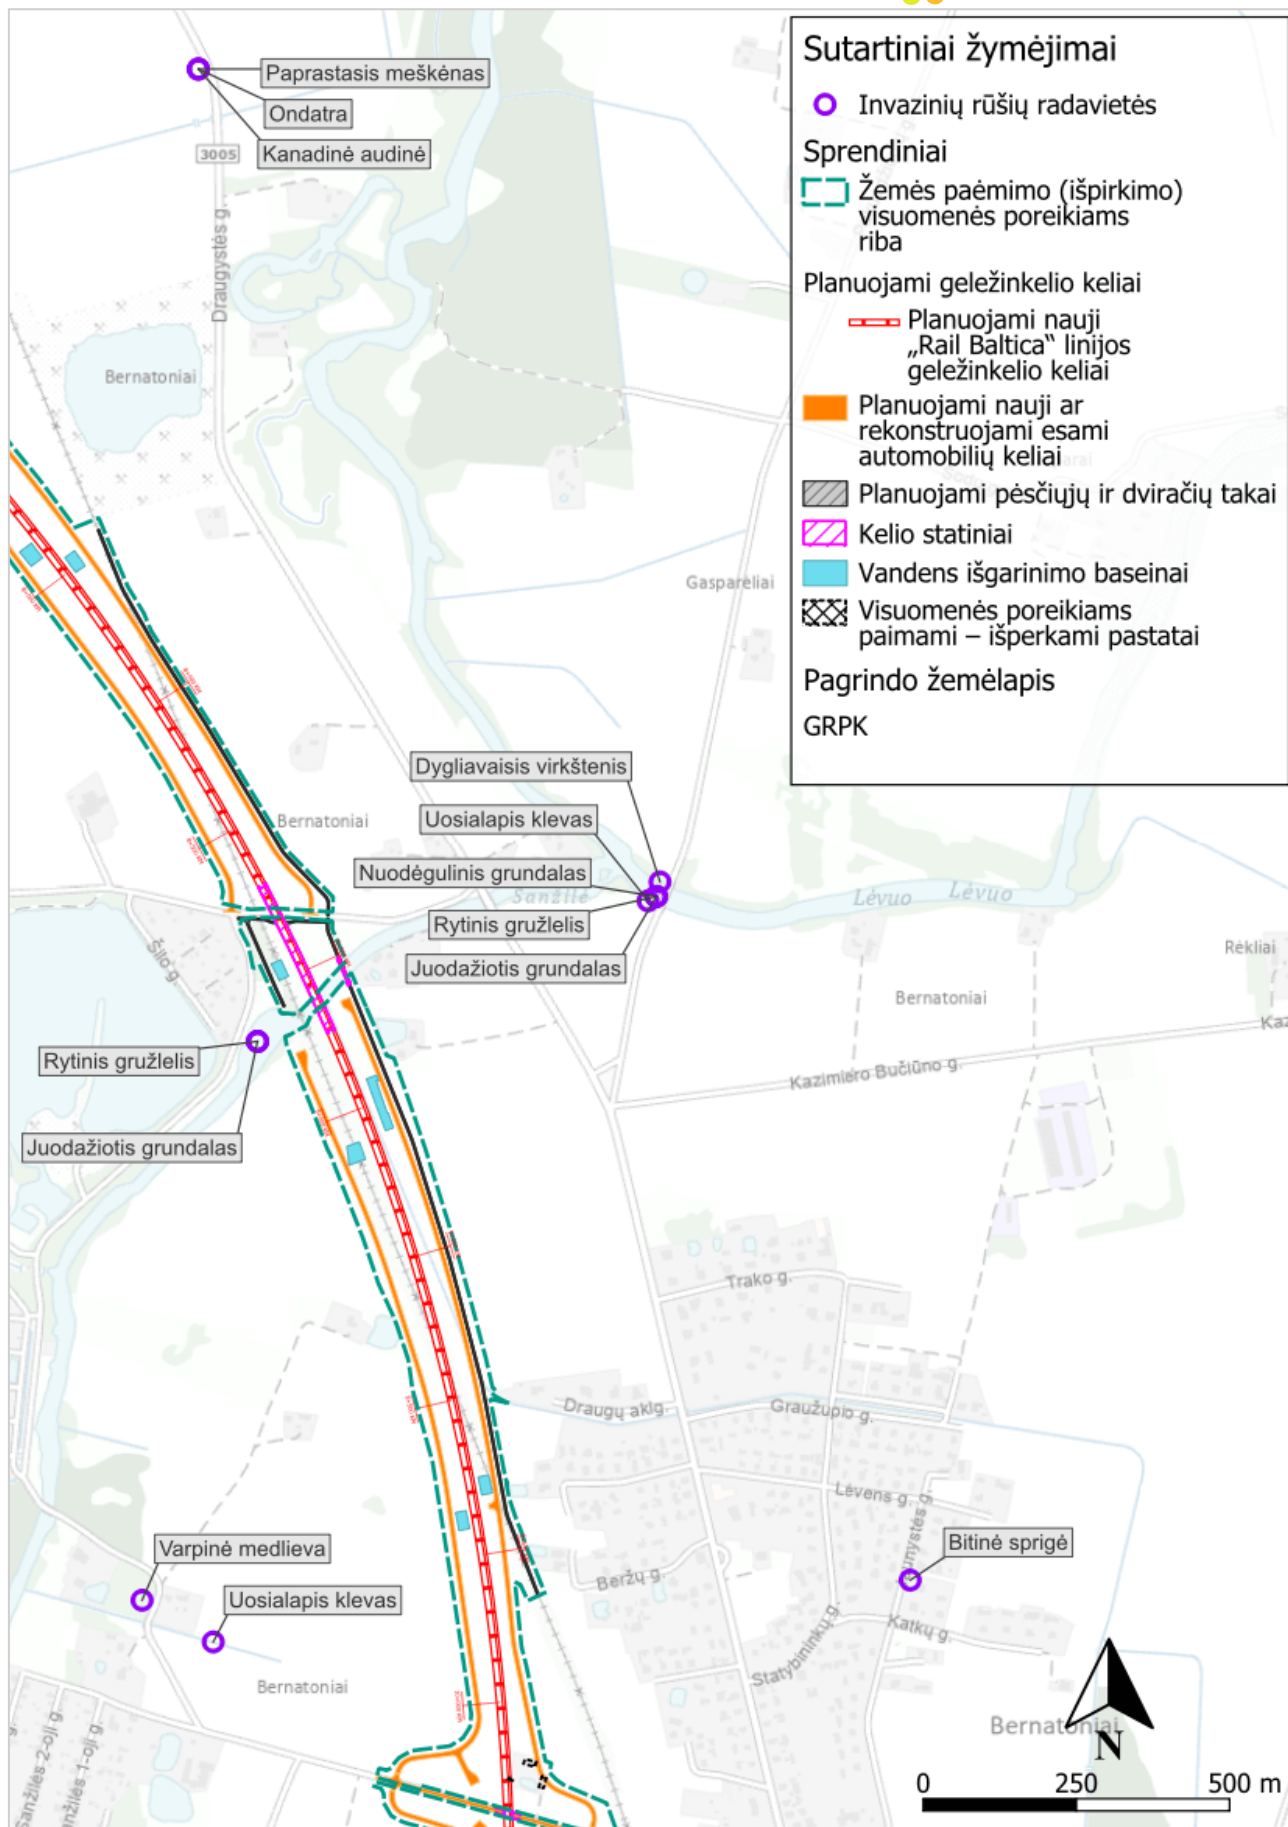 Paprastasis meškėnas
Ondatra
Kanadinė audinė
3005
Draugystės g.
Bernatoniai
Sutartiniai žymėjimai
Invazinių rūšių radavietės
Sprendiniai
Žemės paėmimo (išpirkimo)
visuomenės poreikiams
riba
Planuojami geležinkelio keliai
Planuojami nauji
„Rail Baltica“ linijos
geležinkelio keliai
Planuojami nauji ar
rekonstruojami esami
automobilių keliai
Planuojami pėsčiųjų ir dviračių takai
Kelio statiniai
Vandens išgarinimo baseinai
Visuomenės poreikiams
paimami – išperkami pastatai
Pagrindo žemėlapis
GRPK
Gasparėliai
Dygliavaisis virkštenis
Uosialapis klevas
Bernatoniai
Nuodėgulinis grundalas
Sanžilė
Lėvuo
Lėvuo
Rytinis gružlelis
Juodažiotis grundalas
Šilo g.
Rėkliai
Bernatoniai
Rytinis gružlelis
Kazimiero Bučiūno g.
Juodažiotis grundalas
Trako g.
Draugų aklg.
Graužupio g.
Lėvens g.
Varpinė medlieva
Bitinė sprigė
Beržų g.
Uosialapis klevas
Katkų g.
Statybininkų g.
Bernatoniai
Bernatoniai
Sanžilės 2-oji g.
N
0 250 500 m